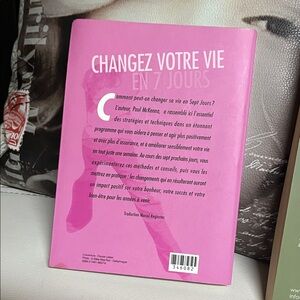 CHANGEZ VOTRE VIE
EN 7 JOURS
Comment peut-on changer sa vie en Sept Jours ?
L'auteur, Paul McKenna, a rassemblé ici l'essentiel
des stratégies et techniques dans un étonnant
programme qui vous aidera à penser et agir plus positivement
et avec plus d'assurance, et à améliorer sensiblement votre vie
en tout juste une semaine. Au cours des sept prochains jours, vous
expérimenterez ces méthodes et conseils, puis vous les
mettrez en pratique : les changements qui en résulteront auront
un impact positif sur votre bonheur, votre succès et votre
bien-être pour les années à venir.
Traduction
346082